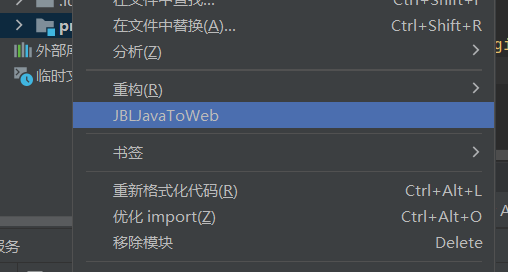 在文件中替换(A)... Ctrl+Shift+R
外部库
分析(Z)
临时文
重构(R)
JBLJavaToWeb
书签
重新格式化代码(R) Ctrl+Alt+L
优化 import(Z) Ctrl+Alt+O
移除模块 Delete
服务